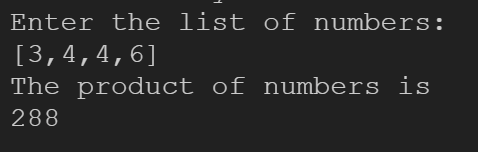 Enter the list of numbers:
[3,4,4,6]
The product of numbers is
288